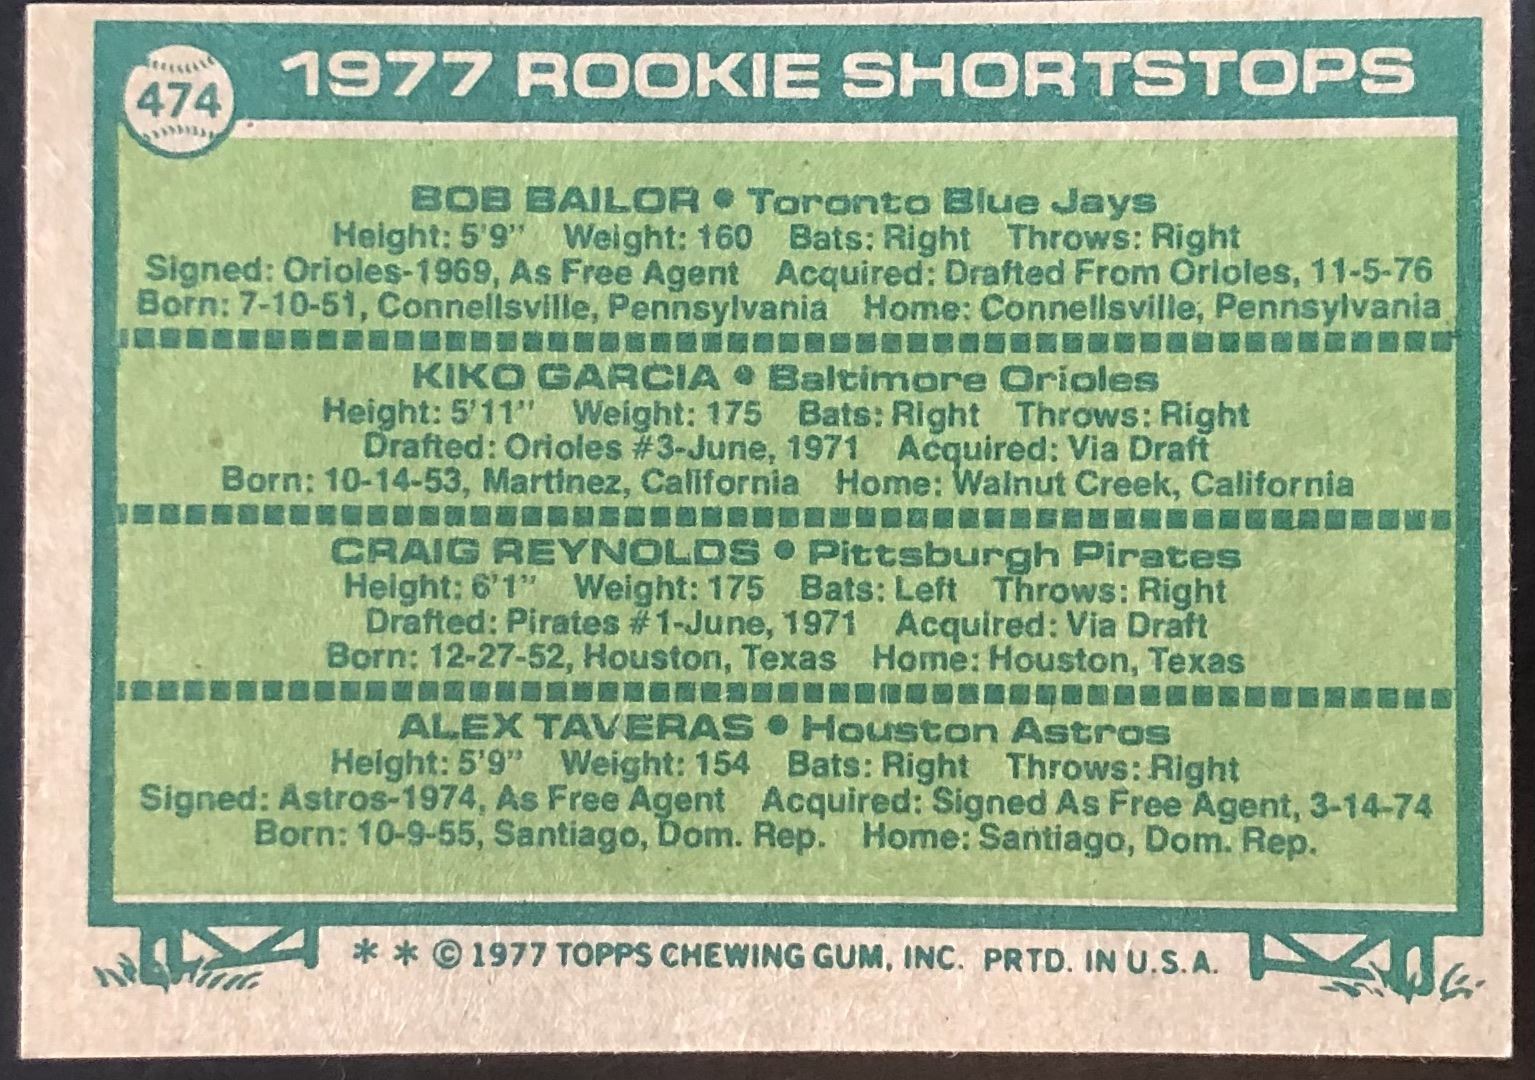 474
1977 ROOKIE SHORTSTOPS
BOB BAILOR • Toronto Blue Jays
Height: 5'9" Weight: 160 Bats: Right Throws: Right
Signed: Orioles-1969, As Free Agent Acquired: Drafted From Orioles, 11-5-76
Born: 7-10-51, Connellsville, Pennsylvania Home: Connellsville, Pennsylvania
KIKO GARCIA • Baltimore Orioles
Height: 5'11" Weight: 175 Bats: Right Throws: Right
Drafted: Orioles #3-June, 1971 Acquired: Via Draft
Born: 10-14-53, Martinez, California Home: Walnut Creek, California
CRAIG REYNOLDS • Pittsburgh Pirates
Height: 6'1" Weight: 175 Bats: Left Throws: Right
Drafted: Pirates #1-June, 1971 Acquired: Via Draft
Born: 12-27-52, Houston, Texas Home: Houston, Texas
ALEX TAVERAS • Houston Astros
Height: 5'9" Weight: 154 Bats: Right Throws: Right
Signed: Astros-1974, As Free Agent Acquired: Signed As Free Agent, 3-14-74
Born: 10-9-55, Santiago, Dom. Rep. Home: Santiago, Dom. Rep.
* * © 1977 TOPPS CHEWING GUM, INC. PRTD. IN U.S.A.